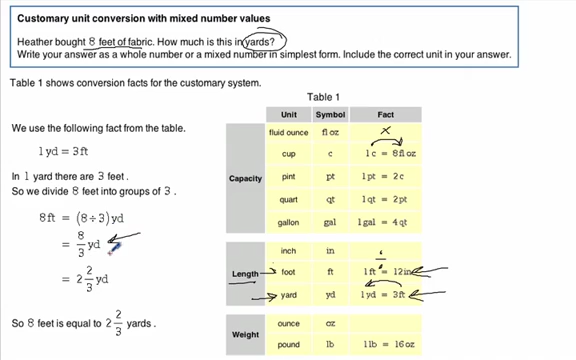 Customary unit conversion with mixed number values
Heather bought 8 feet of fabric. How much is this in yards?
Write your answer as a whole number or a mixed number in simplest form. Include the correct unit in your answer.
Table 1 shows conversion facts for the customary system.
We use the following fact from the table.
1 yd = 3 ft
In 1 yard there are 3 feet.
So we divide 8 feet into groups of 3.
8 ft = (8 ÷ 3) yd
= 8/3 yd
= 2 2/3 yd
So 8 feet is equal to 2 2/3 yards.
Table 1
Unit Symbol Fact
x
Capacity
fluid ounce fl oz
cup c 1 c = 8 fl oz
pint pt 1 pt = 2 c
quart qt 1 qt = 2 pt
gallon gal 1 gal = 4 qt
Length
inch in
÷
foot ft 1 ft = 12 in
yard yd 1 yd = 3 ft
Weight
ounce oz
pound lb 1 lb = 16 oz